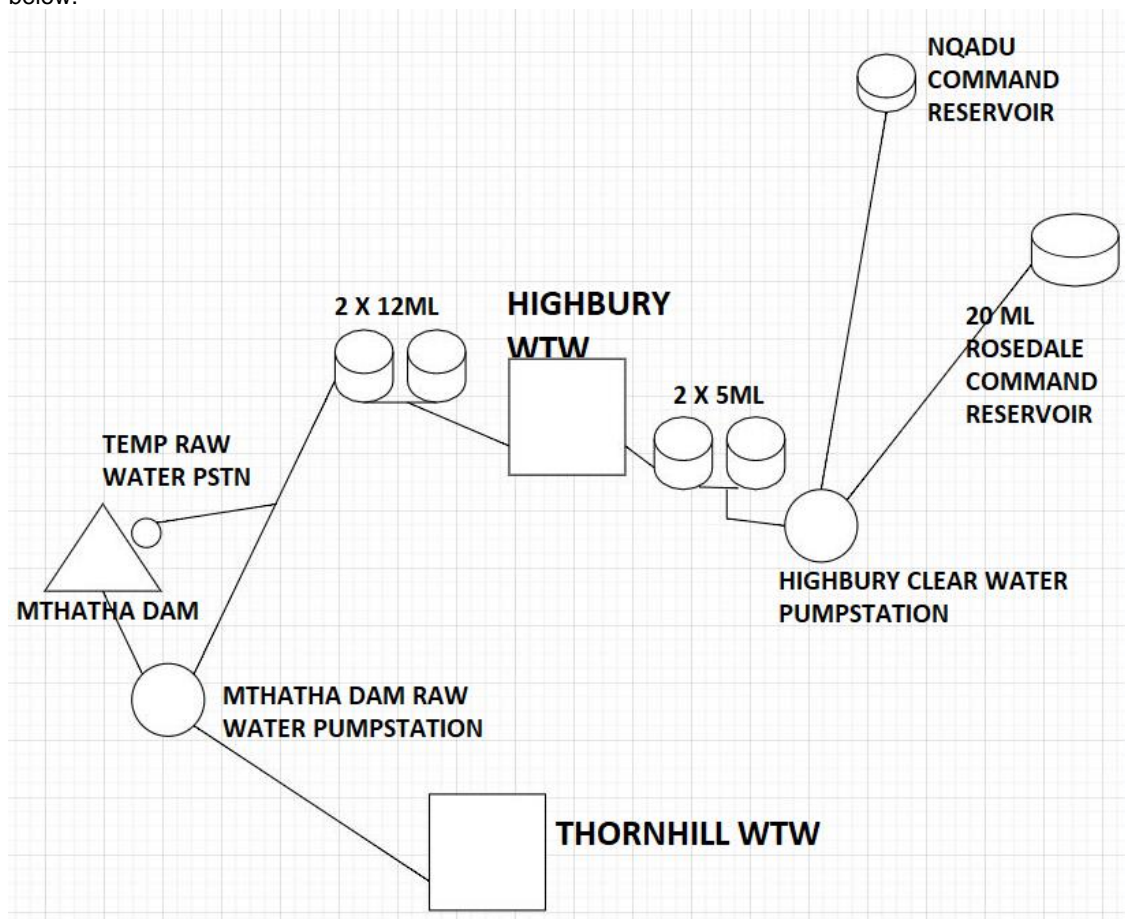 below.
NQADU
COMMAND
RESERVOIR
2 X 12ML
HIGHBURY
WTW
20 ML
ROSEDALE
COMMAND
RESERVOIR
2 X 5ML
TEMP RAW
WATER PSTN
MTHATHA DAM
HIGHBURY CLEAR WATER
PUMPSTATION
MTHATHA DAM RAW
WATER PUMPSTATION
THORNHILL WTW